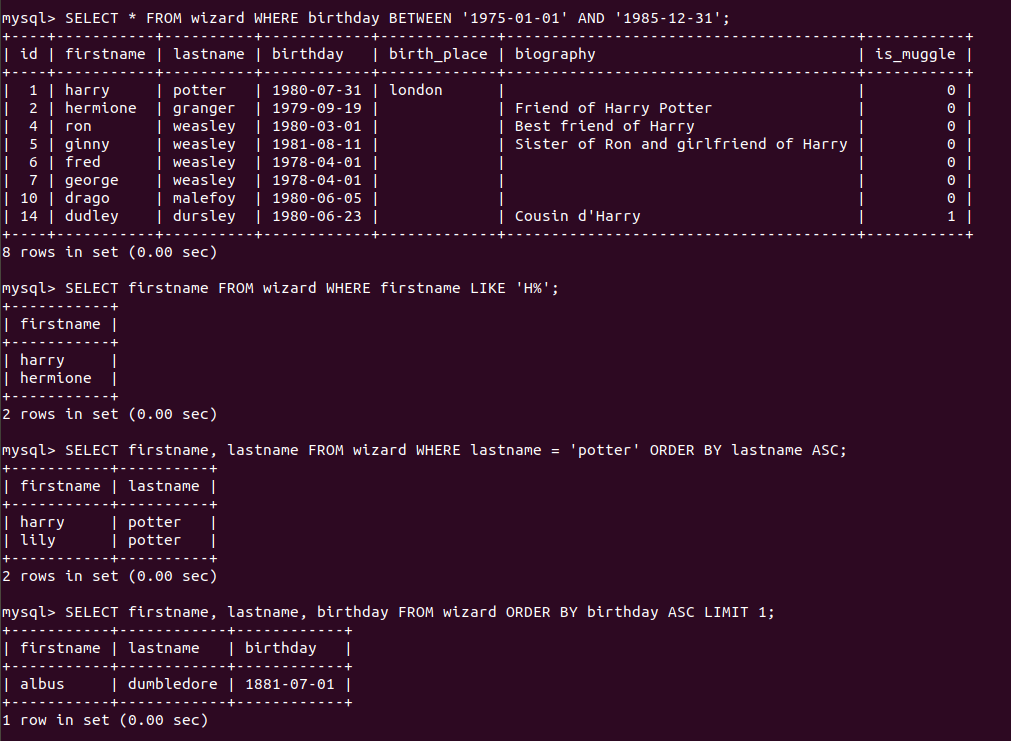 mysql> SELECT * FROM wizard WHERE birthday BETWEEN '1975-01-01' AND '1985-12-31';
+----+-----------+----------+------------+-------------+---------------------------------------+-----------+
| id | firstname | lastname | birthday   | birth_place | biography                             | is_muggle |
+----+-----------+----------+------------+-------------+---------------------------------------+-----------+
|  1 | harry     | potter   | 1980-07-31 | london      |                                       |         0 |
|  2 | hermione  | granger  | 1979-09-19 |             | Friend of Harry Potter                |         0 |
|  4 | ron       | weasley  | 1980-03-01 |             | Best friend of Harry                  |         0 |
|  5 | ginny     | weasley  | 1981-08-11 |             | Sister of Ron and girlfriend of Harry |         0 |
|  6 | fred      | weasley  | 1978-04-01 |             |                                       |         0 |
|  7 | george    | weasley  | 1978-04-01 |             |                                       |         0 |
| 10 | drago     | malefoy  | 1980-06-05 |             |                                       |         0 |
| 14 | dudley    | dursley  | 1980-06-23 |             | Cousin d'Harry                        |         1 |
+----+-----------+----------+------------+-------------+---------------------------------------+-----------+
8 rows in set (0.00 sec)
mysql> SELECT firstname FROM wizard WHERE firstname LIKE 'H%';
+-----------+
| firstname |
+-----------+
| harry     |
| hermione  |
+-----------+
2 rows in set (0.00 sec)
mysql> SELECT firstname, lastname FROM wizard WHERE lastname = 'potter' ORDER BY lastname ASC;
+-----------+----------+
| firstname | lastname |
+-----------+----------+
| harry     | potter   |
| lily      | potter   |
+-----------+----------+
2 rows in set (0.00 sec)
mysql> SELECT firstname, lastname, birthday FROM wizard ORDER BY birthday ASC LIMIT 1;
+-----------+------------+------------+
| firstname | lastname   | birthday   |
+-----------+------------+------------+
| albus     | dumbledore | 1881-07-01 |
+-----------+------------+------------+
1 row in set (0.00 sec)